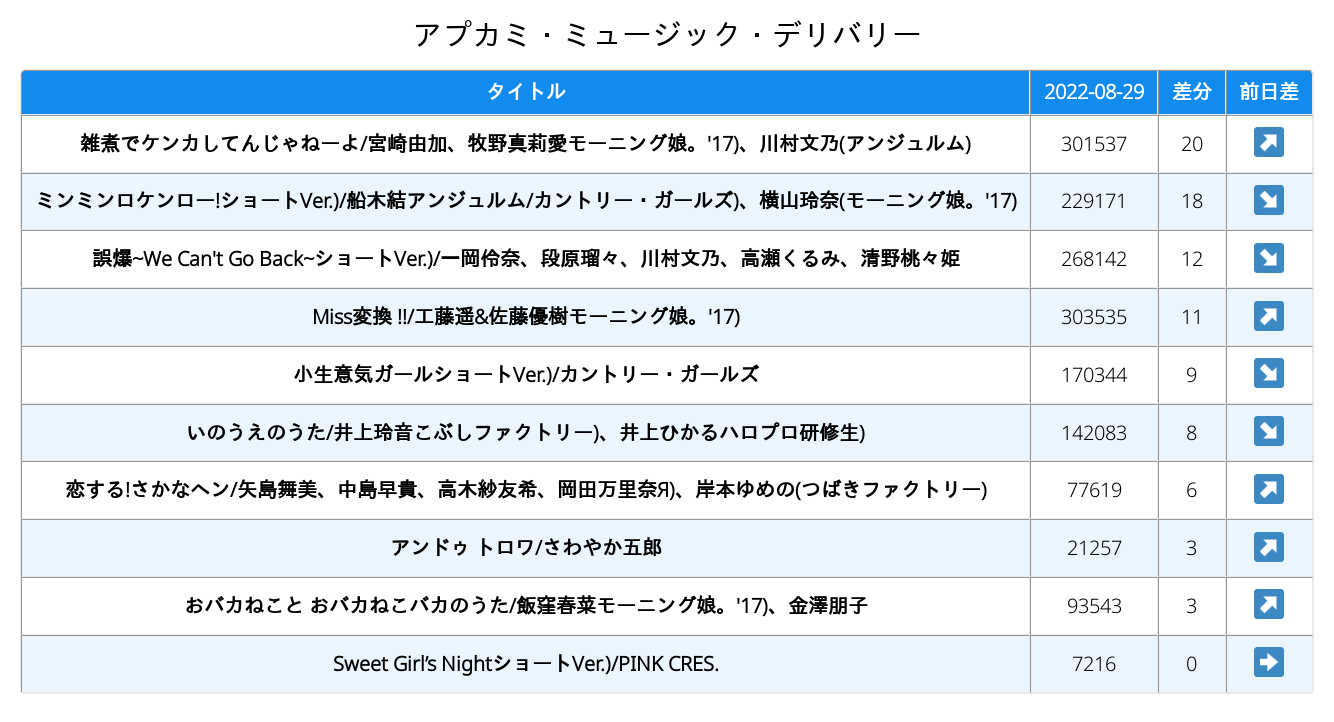 アプカミ・ミュージック・デリバリー
タイトル 2022-08-29 差分 前日差
雑煮でケンカしてんじゃねーよ/宮崎由加、牧野真莉愛モーニング娘。'17)、川村文乃(アンジュルム) 301537 20
ミンミンロケンロー!ショートVer.)/船木結アンジュルム/カントリー・ガールズ)、横山玲奈(モーニング娘。'17) 229171 18
誤爆~We Can't Go Back~ショートVer.)/一岡伶奈、段原瑠々、川村文乃、高瀬くるみ、清野桃々姫 268142 12
Miss変換 !!/工藤遥&佐藤優樹モーニング娘。'17) 303535 11
小生意気ガールショートVer.)/カントリー・ガールズ 170344 9
いのうえのうた/井上玲音こぶしファクトリー)、井上ひかるハロプロ研修生) 142083 8
恋する!さかなヘン/矢島舞美、中島早貴、高木紗友希、岡田万里奈Я)、岸本ゆめの(つばきファクトリー) 77619 6
アンドゥ トロワ/さわやか五郎 21257 3
おバカねこと おバカねこバカのうた/飯窪春菜モーニング娘。'17)、金澤朋子 93543 3
Sweet Girl’s NightショートVer.)/PINK CRES. 7216 0